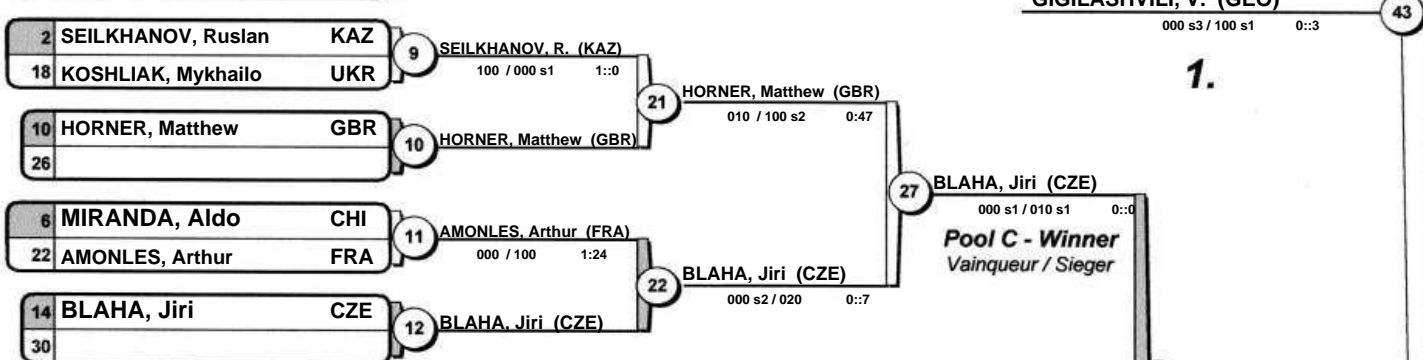 GIGILASHVILI, V. (GEO)
43
000 s3 / 100 s1 0::3
1.
2 SEILKHANOV, Ruslan KAZ
18 KOSHLIAK, Mykhailo UKR
9
SEILKHANOV, R. (KAZ)
100 / 000 s1 1::0
10 HORNER, Matthew GBR
26
10
HORNER, Matthew (GBR)
21
HORNER, Matthew (GBR)
010 / 100 s2 0:47
6 MIRANDA, Aldo CHI
22 AMONLES, Arthur FRA
11
AMONLES, Arthur (FRA)
000 / 100 1:24
14 BLAHA, Jiri CZE
30
12
BLAHA, Jiri (CZE)
22
BLAHA, Jiri (CZE)
000 s2 / 020 0::7
27
BLAHA, Jiri (CZE)
000 s1 / 010 s1 0::0
Pool C - Winner
Vainqueur / Sieger